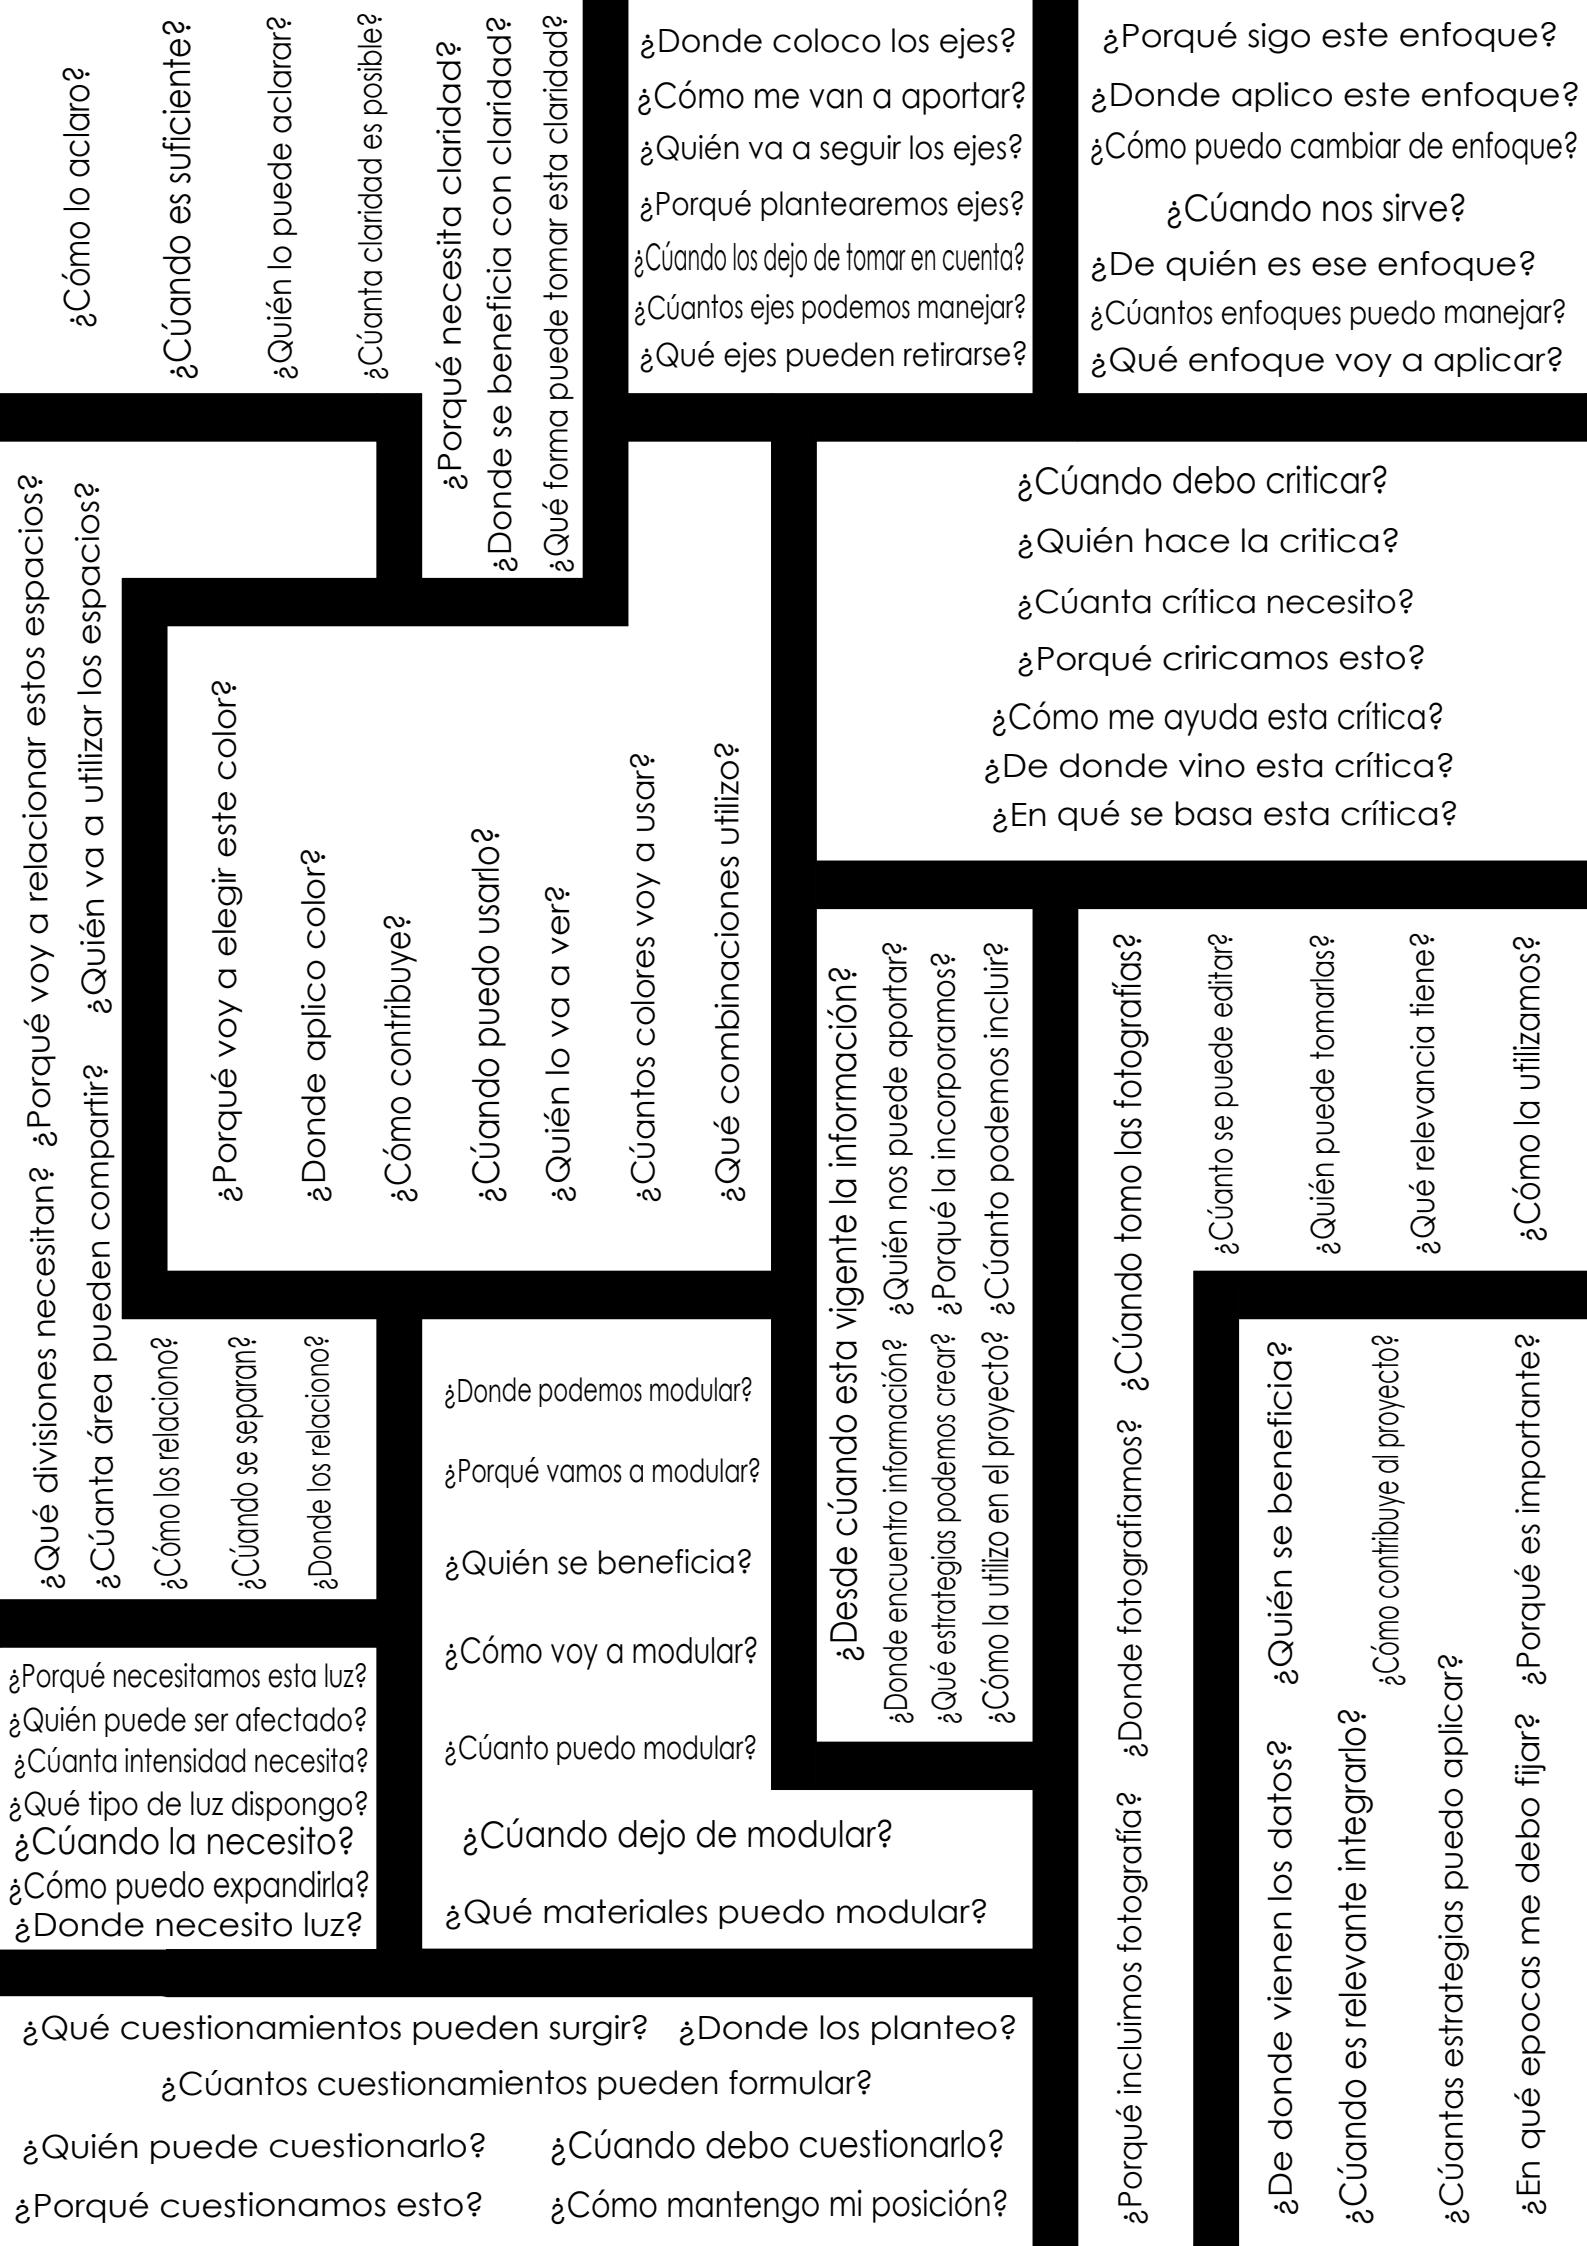 ¿Cómo lo aclaro?
¿Cúando es suficiente?
¿Quién lo puede aclarar?
¿Cúanta claridad es posible?
¿Porqué necesita claridad?
¿Donde se beneficia con claridad?
¿Qué forma puede tomar esta claridad?
¿Donde coloco los ejes?
¿Cómo me van a aportar?
¿Quién va a seguir los ejes?
¿Porqué plantearemos ejes?
¿Cúando los dejo de tomar en cuenta?
¿Cúantos ejes podemos manejar?
¿Qué ejes pueden retirarse?
¿Porqué sigo este enfoque?
¿Donde aplico este enfoque?
¿Cómo puedo cambiar de enfoque?
¿Cúando nos sirve?
¿De quién es ese enfoque?
¿Cúantos enfoques puedo manejar?
¿Qué enfoque voy a aplicar?
¿Qué divisiones necesitan? ¿Porqué voy a relacionar estos espacios?
¿Cúanta área pueden compartir? ¿Quién va a utilizar los espacios?
¿Cómo los relaciono?
¿Cúando se separan?
¿Donde los relaciono?
¿Porqué voy a elegir este color?
¿Donde aplico color?
¿Cómo contribuye?
¿Cúando puedo usarlo?
¿Quién lo va a ver?
¿Cúantos colores voy a usar?
¿Qué combinaciones utilizo?
¿Cúando debo criticar?
¿Quién hace la critica?
¿Cúanta crítica necesito?
¿Porqué criricamos esto?
¿Cómo me ayuda esta crítica?
¿De donde vino esta crítica?
¿En qué se basa esta crítica?
¿Desde cúando esta vigente la información?
¿Donde encuentro información? ¿Quién nos puede aportar?
¿Qué estrategias podemos crear? ¿Porqué la incorporamos?
¿Cómo la utilizo en el proyecto? ¿Cúanto podemos incluir?
¿Porqué incluimos fotografía? ¿Donde fotografiamos? ¿Cúando tomo las fotografías?
¿Cúanto se puede editar?
¿Quién puede tomarlas?
¿Qué relevancia tiene?
¿Cómo la utilizamos?
¿Donde podemos modular?
¿Porqué vamos a modular?
¿Quién se beneficia?
¿Cómo voy a modular?
¿Cúanto puedo modular?
¿Cúando dejo de modular?
¿Qué materiales puedo modular?
¿De donde vienen los datos? ¿Quién se beneficia?
¿Cúando es relevante integrarlo?
¿Cómo contribuye al proyecto?
¿Cúantas estrategias puedo aplicar?
¿En qué epocas me debo fijar? ¿Porqué es importante?
¿Porqué necesitamos esta luz?
¿Quién puede ser afectado?
¿Cúanta intensidad necesita?
¿Qué tipo de luz dispongo?
¿Cúando la necesito?
¿Cómo puedo expandirla?
¿Donde necesito luz?
¿Qué cuestionamientos pueden surgir? ¿Donde los planteo?
¿Cúantos cuestionamientos pueden formular?
¿Quién puede cuestionarlo? ¿Cúando debo cuestionarlo?
¿Porqué cuestionamos esto? ¿Cómo mantengo mi posición?